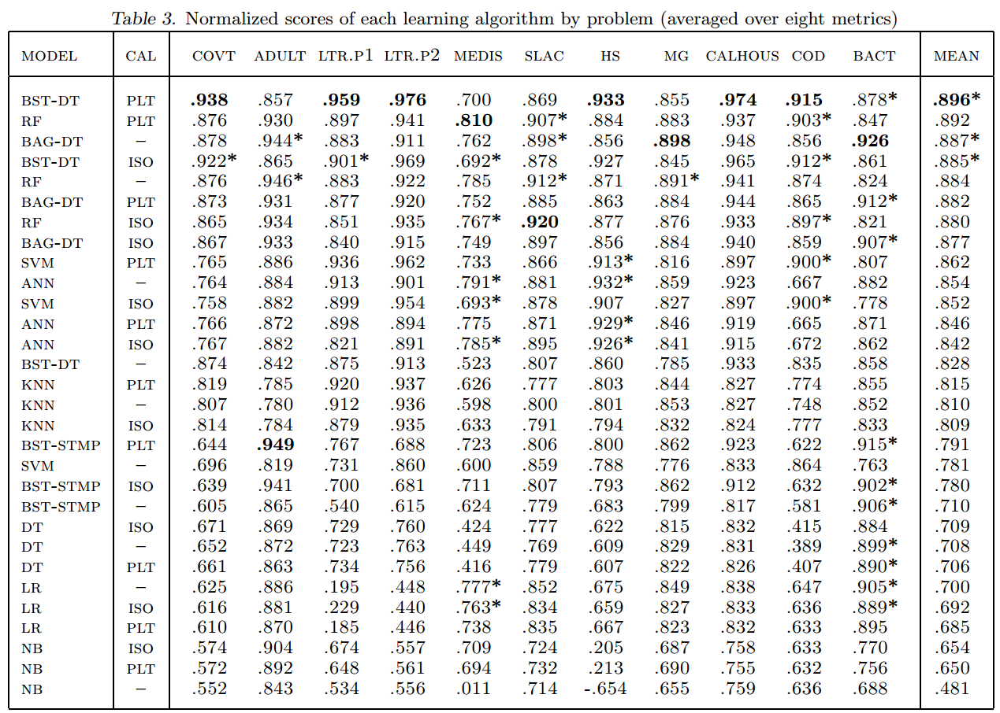 Table 3. Normalized scores of each learning algorithm by problem (averaged over eight metrics)
MODEL CAL COVT ADULT LTR.P1 LTR.P2 MEDIS SLAC HS MG CALHOUS COD BACT MEAN
BST-DT PLT .938 .857 .959 .976 .700 .869 .933 .855 .974 .915 .878* .896*
RF PLT .876 .930 .897 .941 .810 .907* .884 .883 .937 .903* .847 .892
BAG-DT – .878 .944* .883 .911 .762 .898* .856 .898 .948 .856 .926 .887*
BST-DT ISO .922* .865 .901* .969 .692* .878 .927 .845 .965 .912* .861 .885*
RF – .876 .946* .883 .922 .785 .912* .871 .891* .941 .874 .824 .884
BAG-DT PLT .873 .931 .877 .920 .752 .885 .863 .884 .944 .865 .912* .882
RF ISO .865 .934 .851 .935 .767* .920 .877 .876 .933 .897* .821 .880
BAG-DT ISO .867 .933 .840 .915 .749 .897 .856 .884 .940 .859 .907* .877
SVM PLT .765 .886 .936 .962 .733 .866 .913* .816 .897 .900* .807 .862
ANN – .764 .884 .913 .901 .791* .881 .932* .859 .923 .667 .882 .854
SVM ISO .758 .882 .899 .954 .693* .878 .907 .827 .897 .900* .778 .852
ANN PLT .766 .872 .898 .894 .775 .871 .929* .846 .919 .665 .871 .846
ANN ISO .767 .882 .821 .891 .785* .895 .926* .841 .915 .672 .862 .842
BST-DT – .874 .842 .875 .913 .523 .807 .860 .785 .933 .835 .858 .828
KNN PLT .819 .785 .920 .937 .626 .777 .803 .844 .827 .774 .855 .815
KNN – .807 .780 .912 .936 .598 .800 .801 .853 .827 .748 .852 .810
KNN ISO .814 .784 .879 .935 .633 .791 .794 .832 .824 .777 .833 .809
BST-STMP PLT .644 .949 .767 .688 .723 .806 .800 .862 .923 .622 .915* .791
SVM – .696 .819 .731 .860 .600 .859 .788 .776 .833 .864 .763 .781
BST-STMP ISO .639 .941 .700 .681 .711 .807 .793 .862 .912 .632 .902* .780
BST-STMP – .605 .865 .540 .615 .624 .779 .683 .799 .817 .581 .906* .710
DT ISO .671 .869 .729 .760 .424 .777 .622 .815 .832 .415 .884 .709
DT – .652 .872 .723 .763 .449 .769 .609 .829 .831 .389 .899* .708
DT PLT .661 .863 .734 .756 .416 .779 .607 .822 .826 .407 .890* .706
LR – .625 .886 .195 .448 .777* .852 .675 .849 .838 .647 .905* .700
LR ISO .616 .881 .229 .440 .763* .834 .659 .827 .833 .636 .889* .692
LR PLT .610 .870 .185 .446 .738 .835 .667 .823 .832 .633 .895 .685
NB ISO .574 .904 .674 .557 .709 .724 .205 .687 .758 .633 .770 .654
NB PLT .572 .892 .648 .561 .694 .732 .213 .690 .755 .632 .756 .650
NB – .552 .843 .534 .556 .011 .714 -.654 .655 .759 .636 .688 .481